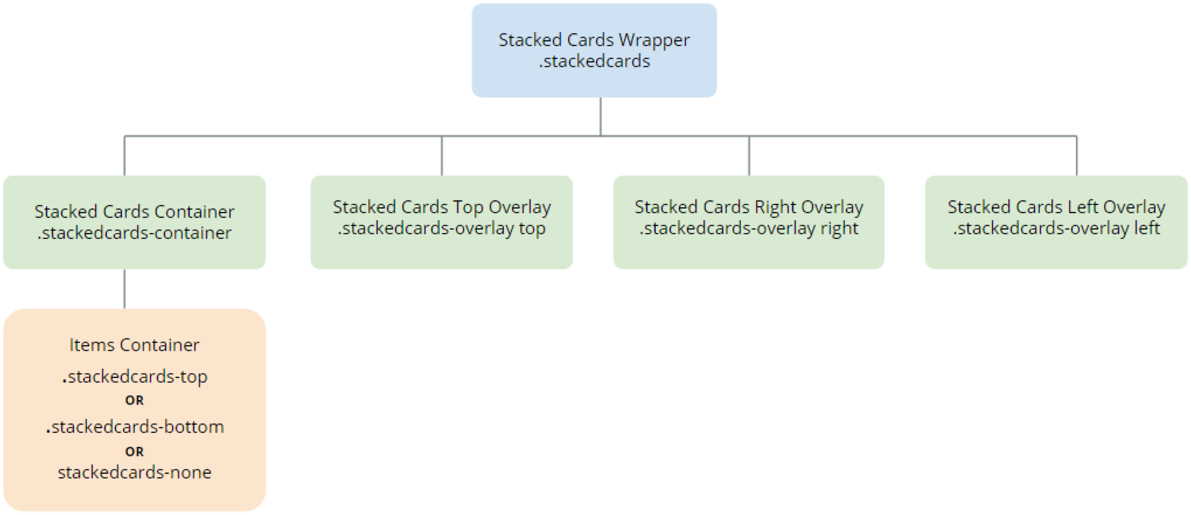 Stacked Cards Wrapper
.stackedcards
Stacked Cards Container
.stackedcards-container
Stacked Cards Top Overlay
.stackedcards-overlay top
Stacked Cards Right Overlay
.stackedcards-overlay right
Stacked Cards Left Overlay
.stackedcards-overlay left
Items Container
.stackedcards-top
OR
.stackedcards-bottom
OR
stackedcards-none